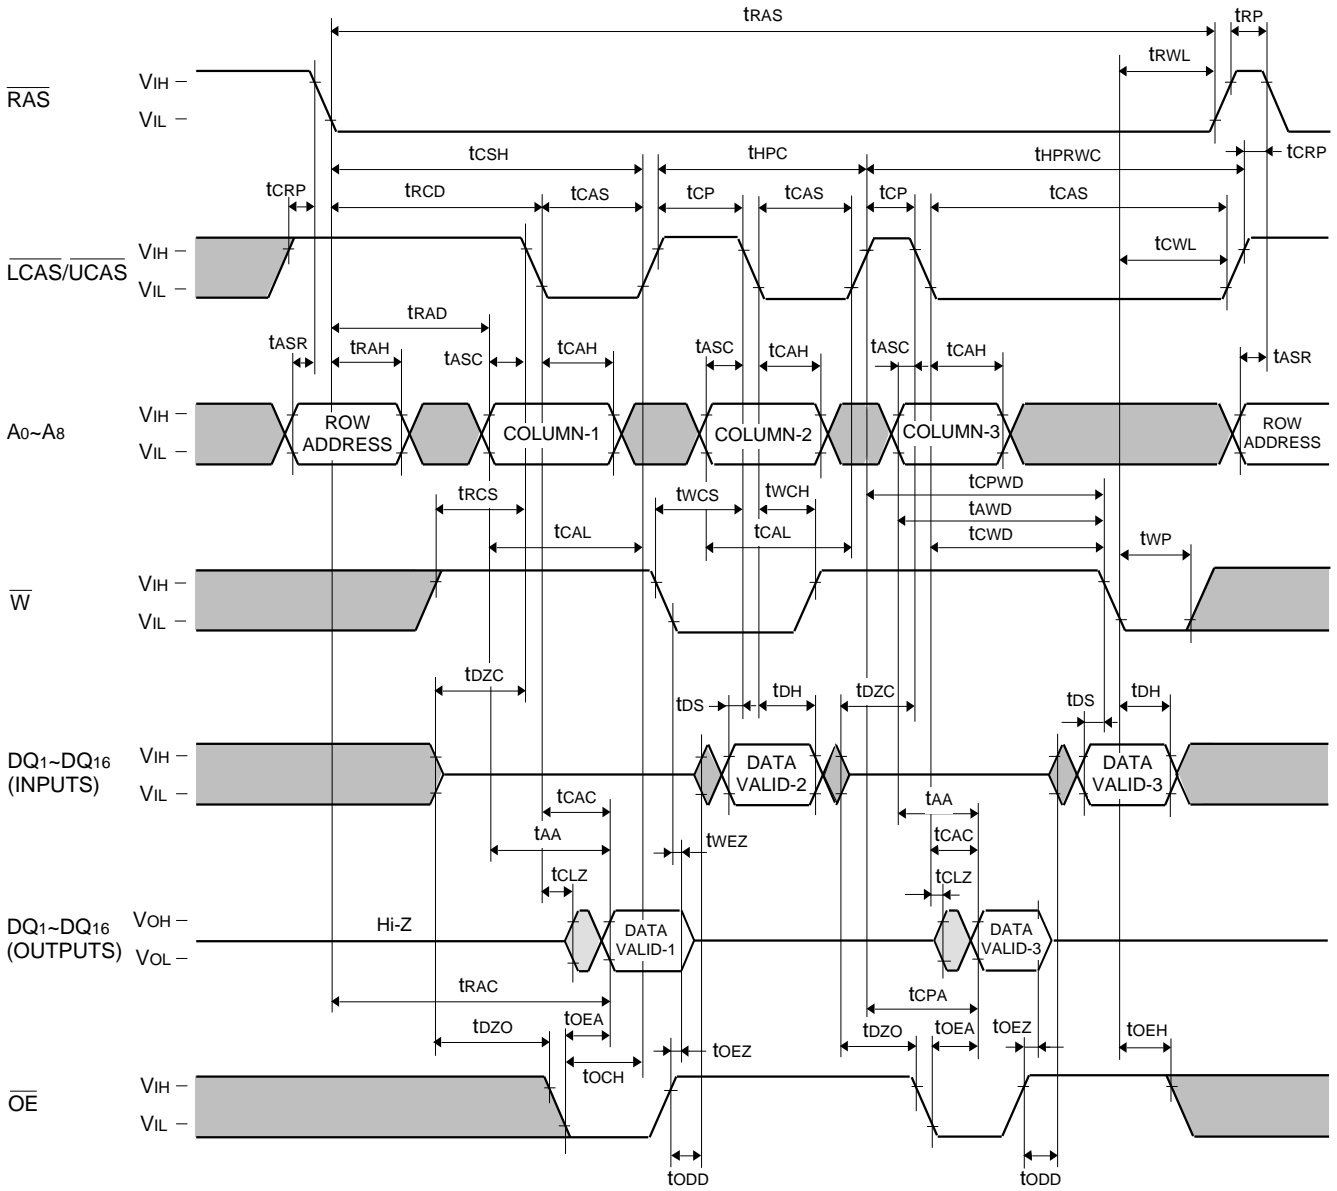 tRAS tRP
tRWL
RAS VIH
VIL
tCSH tHPC tHPRWC tCRP
tCRP tRCD tCAS tCP tCAS tCP tCAS
LCAS/UCAS VIH tCWL
VIL
tRAD
tASR tRAH tASC tCAH tASC tCAH tASC tCAH tASR
A0~A8 VIH ROW ADDRESS COLUMN-1 COLUMN-2 COLUMN-3 ROW ADDRESS
VIL
tRCS tWCS tWCH tCPWD
tAWD
tCAL tCAL tCWD tWP
W VIH
VIL
tDZC tDS tDH tDZC tDS tDH
DQ1~DQ16 VIH DATA DATA
(INPUTS) VIL VALID-2 VALID-3
tCAC tAA
tAA tWEZ tCAC
tCLZ tCLZ
DQ1~DQ16 VOH Hi-Z DATA DATA
(OUTPUTS) VOL VALID-1 VALID-3
tRAC tCPA
tDZO tOEA tOEZ tDZO tOEA tOEZ tOEH
tOCH
OE VIH
VIL
tODD tODD